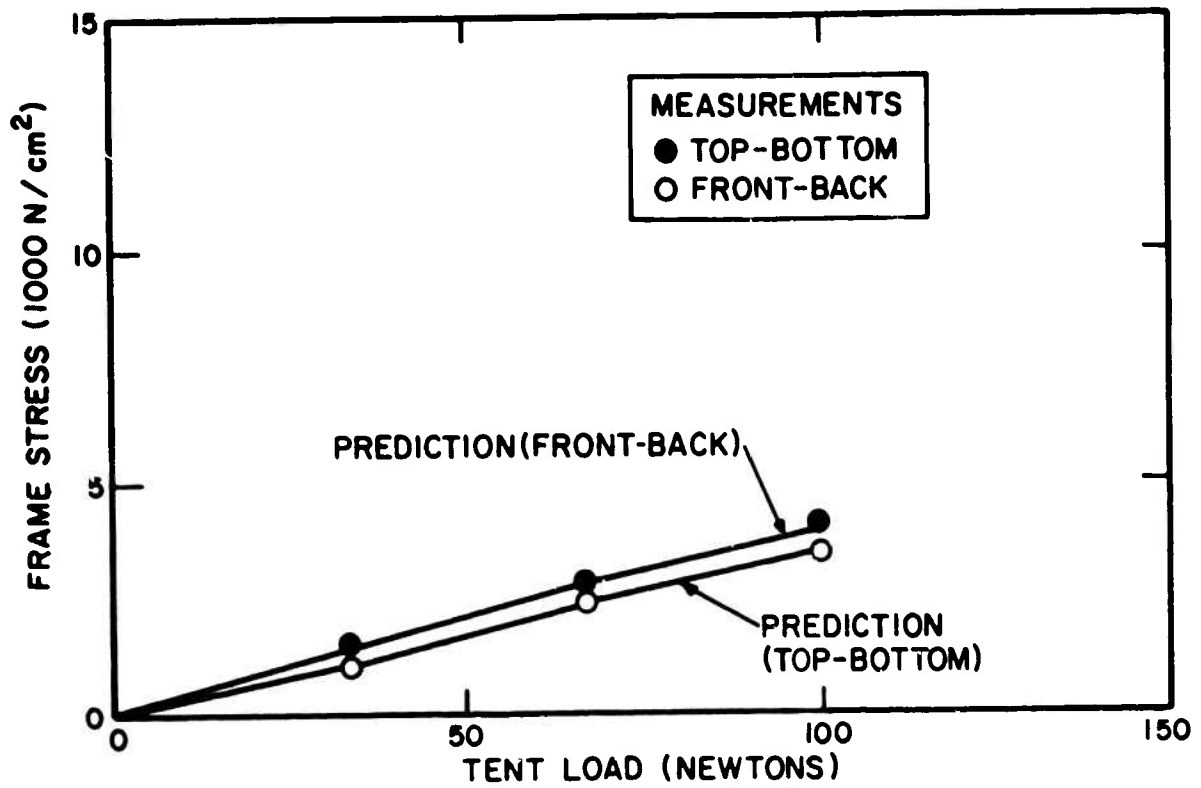 15
10
5
0
FRAME STRESS (1000 N/cm²)
MEASUREMENTS
● TOP-BOTTOM
○ FRONT-BACK
PREDICTION (FRONT-BACK)
PREDICTION
(TOP-BOTTOM)
0 50 100 150
TENT LOAD (NEWTONS)